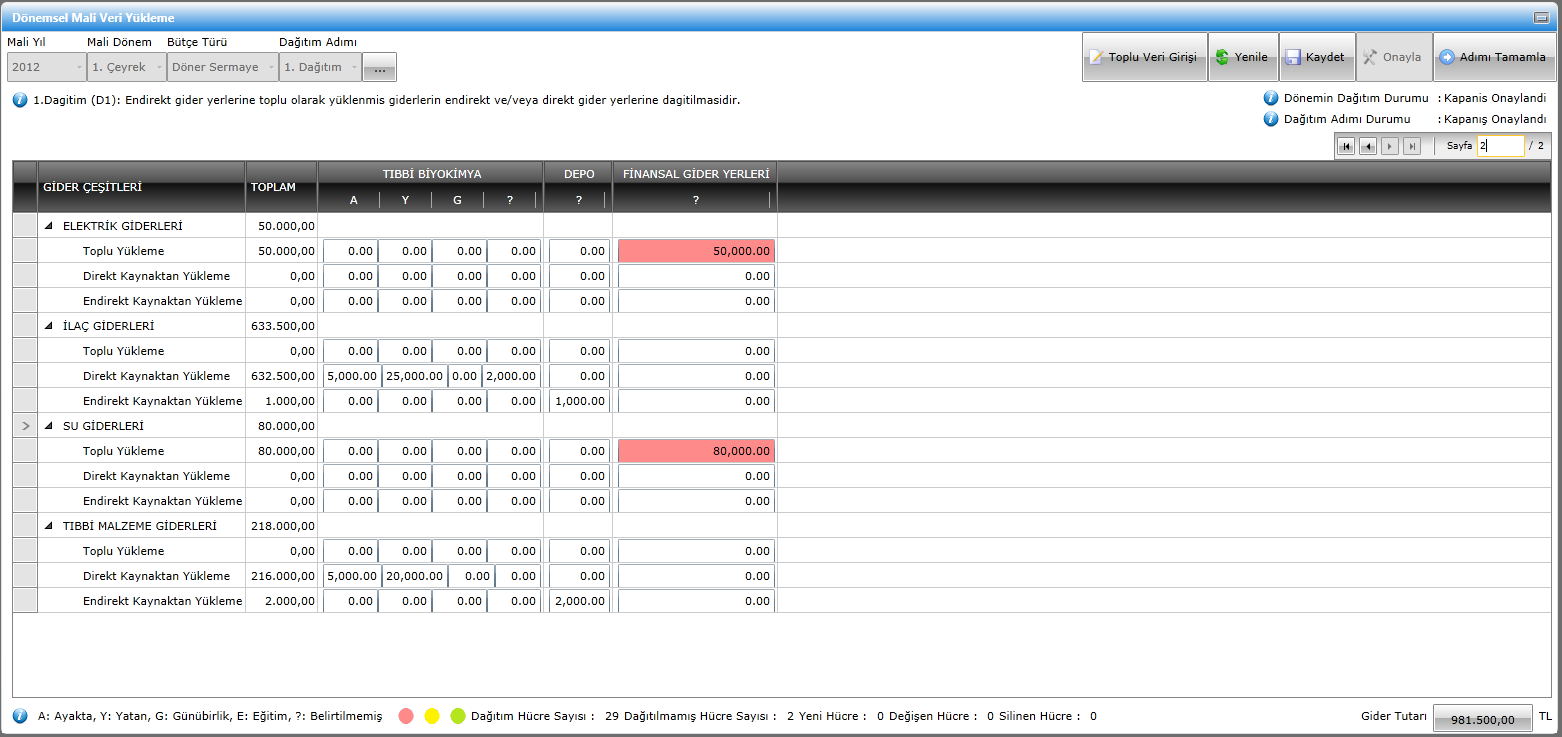 Dönemsel Mali Veri Yükleme
Mali Yıl Mali Dönem Bütçe Türü Dağıtım Adımı
2012 1. Çeyrek Döner Sermaye 1. Dağıtım ... Toplu Veri Girişi Yenile Kaydet Onayla Adımı Tamamla
1.Dagitim (D1): Endirekt gider yerlerine toplu olarak yüklenmis giderlerin endirekt ve/veya direkt gider yerlerine dagitilmasidir. Dönemin Dağıtım Durumu : Kapanis Onaylandi
Dağıtım Adımı Durumu : Kapanış Onaylandı
Sayfa 2 / 2
GİDER ÇEŞİTLERİ TOPLAM TIBBİ BİYOKİMYA DEPO FİNANSAL GİDER YERLERİ
A Y G ? ? ?
ELEKTRİK GİDERLERİ 50.000,00
Toplu Yükleme 50.000,00 0.00 0.00 0.00 0.00 0.00 50,000.00
Direkt Kaynaktan Yükleme 0,00 0.00 0.00 0.00 0.00 0.00 0.00
Endirekt Kaynaktan Yükleme 0,00 0.00 0.00 0.00 0.00 0.00 0.00
İLAÇ GİDERLERİ 633.500,00
Toplu Yükleme 0,00 0.00 0.00 0.00 0.00 0.00 0.00
Direkt Kaynaktan Yükleme 632.500,00 5,000.00 25,000.00 0.00 2,000.00 0.00 0.00
Endirekt Kaynaktan Yükleme 1.000,00 0.00 0.00 0.00 0.00 1,000.00 0.00
> SU GİDERLERİ 80.000,00
Toplu Yükleme 80.000,00 0.00 0.00 0.00 0.00 0.00 80,000.00
Direkt Kaynaktan Yükleme 0,00 0.00 0.00 0.00 0.00 0.00 0.00
Endirekt Kaynaktan Yükleme 0,00 0.00 0.00 0.00 0.00 0.00 0.00
TIBBİ MALZEME GİDERLERİ 218.000,00
Toplu Yükleme 0,00 0.00 0.00 0.00 0.00 0.00 0.00
Direkt Kaynaktan Yükleme 216.000,00 5,000.00 20,000.00 0.00 0.00 0.00 0.00
Endirekt Kaynaktan Yükleme 2.000,00 0.00 0.00 0.00 0.00 2,000.00 0.00
A: Ayakta, Y: Yatan, G: Günübirlik, E: Eğitim, ?: Belirtilmemiş Dağıtım Hücre Sayısı : 29 Dağıtılmamış Hücre Sayısı : 2 Yeni Hücre : 0 Değişen Hücre : 0 Silinen Hücre : 0 Gider Tutarı 981.500,00 TL